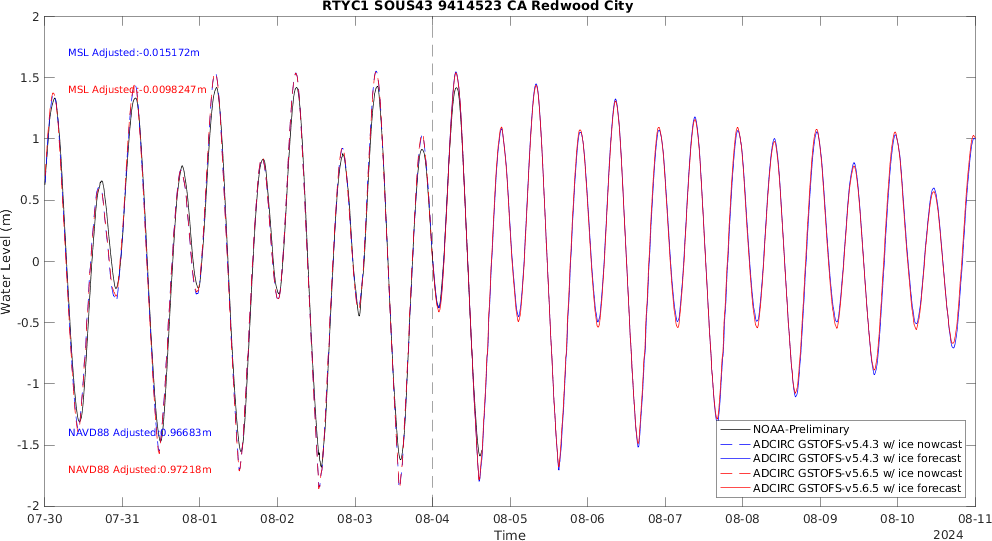 RTYC1 SOUS43 9414523 CA Redwood City
2
1.5
1
0.5
0
-0.5
-1
-1.5
-2
Water Level (m)
MSL Adjusted:-0.015172m
MSL Adjusted:-0.0098247m
NAVD88 Adjusted:0.96683m
NAVD88 Adjusted:0.97218m
NOAA-Preliminary
ADCIRC GSTOFS-v5.4.3 w/ ice nowcast
ADCIRC GSTOFS-v5.4.3 w/ ice forecast
ADCIRC GSTOFS-v5.6.5 w/ ice nowcast
ADCIRC GSTOFS-v5.6.5 w/ ice forecast
07-30 07-31 08-01 08-02 08-03 08-04 08-05 08-06 08-07 08-08 08-09 08-10 08-11
Time
2024